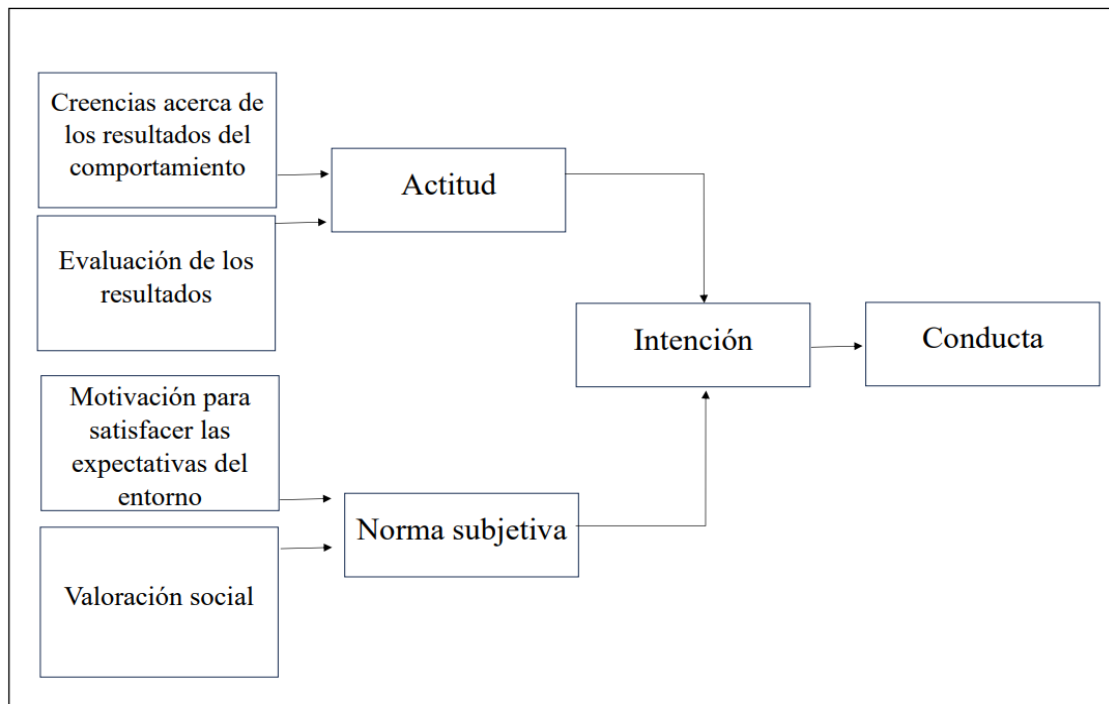 Creencias acerca de
los resultados del
comportamiento
Actitud
Evaluación de los
resultados
Intención
Conducta
Motivación para
satisfacer las
expectativas del
entorno
Norma subjetiva
Valoración social